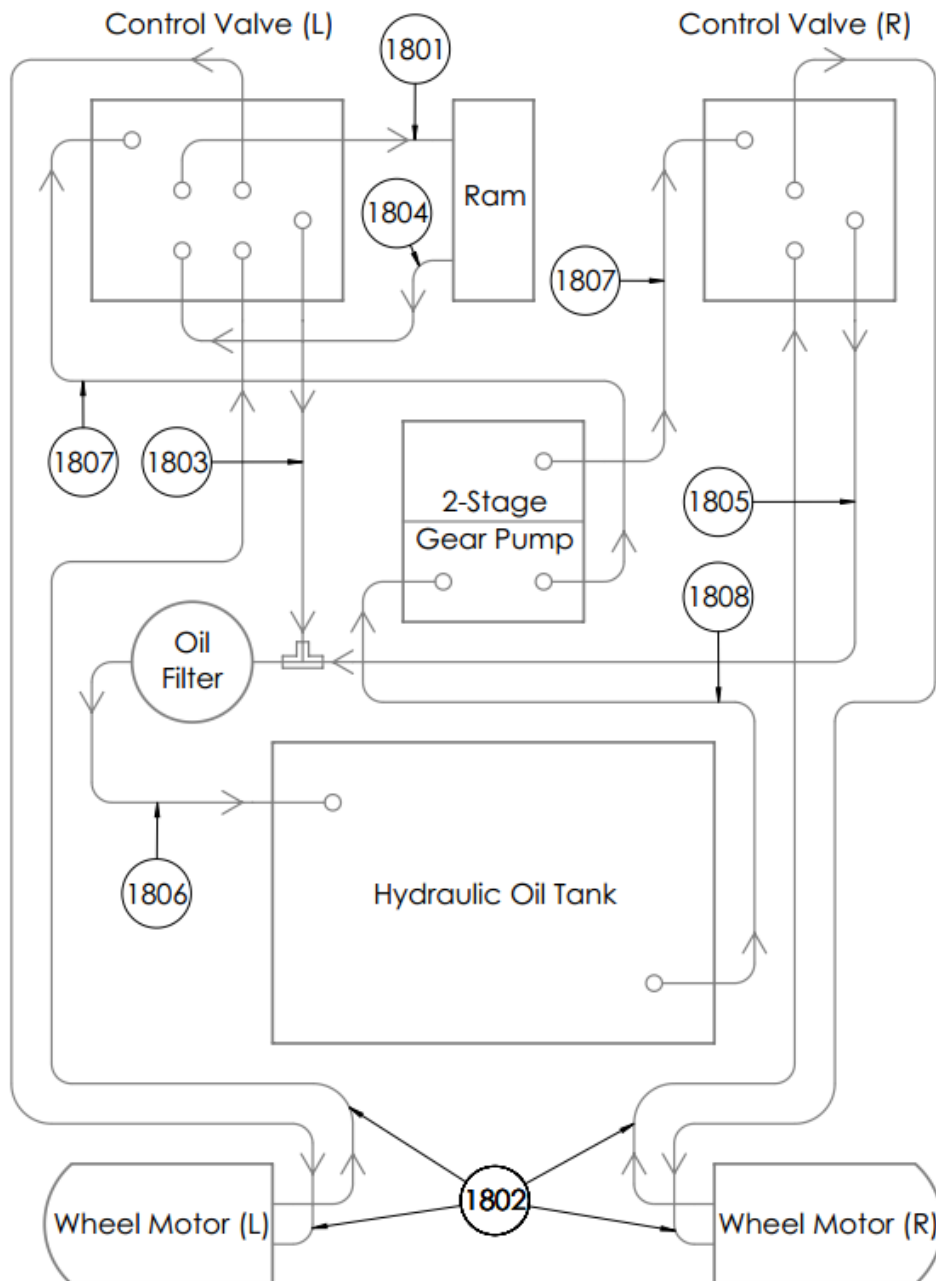 Control Valve (L)
Control Valve (R)
1801
Ram
1804
1807
1807
1803
2-Stage
Gear Pump
1805
1808
Oil
Filter
1806
Hydraulic Oil Tank
1802
Wheel Motor (L)
Wheel Motor (R)